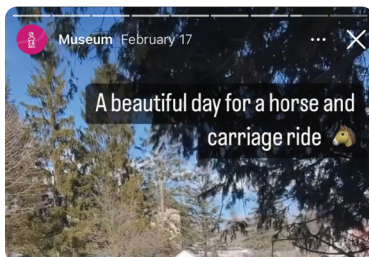 Museum February 17
A beautiful day for a horse and
carriage ride 🐴